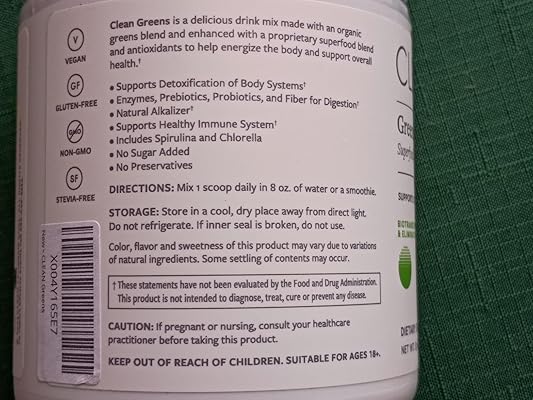 Clean Greens is a delicious drink mix made with an organic
greens blend and enhanced with a proprietary superfood blend
and antioxidants to help energize the body and support overall
health.†
V
VEGAN
GF
GLUTEN-FREE
GMO
NON-GMO
SF
STEVIA-FREE
• Supports Detoxification of Body Systems†
• Enzymes, Prebiotics, Probiotics, and Fiber for Digestion†
• Natural Alkalizer†
• Supports Healthy Immune System†
• Includes Spirulina and Chlorella
• No Sugar Added
• No Preservatives
DIRECTIONS: Mix 1 scoop daily in 8 oz. of water or a smoothie.
STORAGE: Store in a cool, dry place away from direct light.
Do not refrigerate. If inner seal is broken, do not use.
Color, flavor and sweetness of this product may vary due to variations
of natural ingredients. Some settling of contents may occur.
† These statements have not been evaluated by the Food and Drug Administration.
This product is not intended to diagnose, treat, cure or prevent any disease.
CAUTION: If pregnant or nursing, consult your healthcare
practitioner before taking this product.
KEEP OUT OF REACH OF CHILDREN. SUITABLE FOR AGES 18+.
X004Y165E7
New - CLEAN Greens
CL
Green
Superfo
SUPPORTS
BIOTRANS
& ELIMINA
DIETARY
NET WT